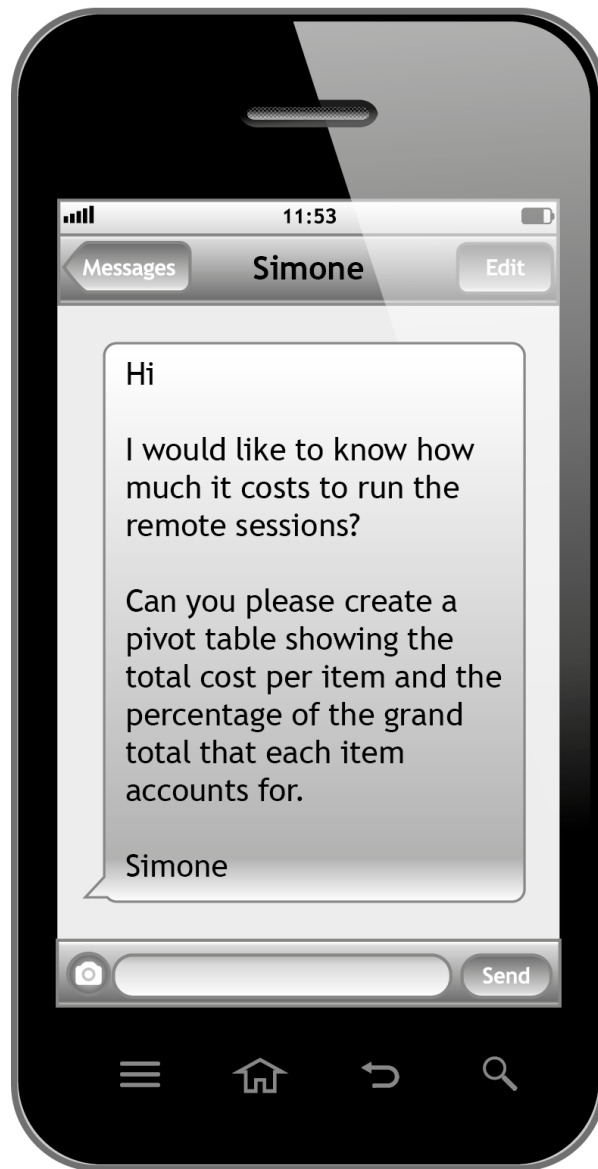 11:53
Messages
Simone
Edit
Hi
I would like to know how
much it costs to run the
remote sessions?
Can you please create a
pivot table showing the
total cost per item and the
percentage of the grand
total that each item
accounts for.
Simone
Send